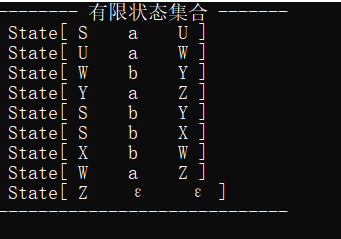 -------- 有限状态集合 -------
State[ S a U ]
State[ U a W ]
State[ W b Y ]
State[ Y a Z ]
State[ S b Y ]
State[ S b X ]
State[ X b W ]
State[ W a Z ]
State[ Z ε ε ]
-----------------------------